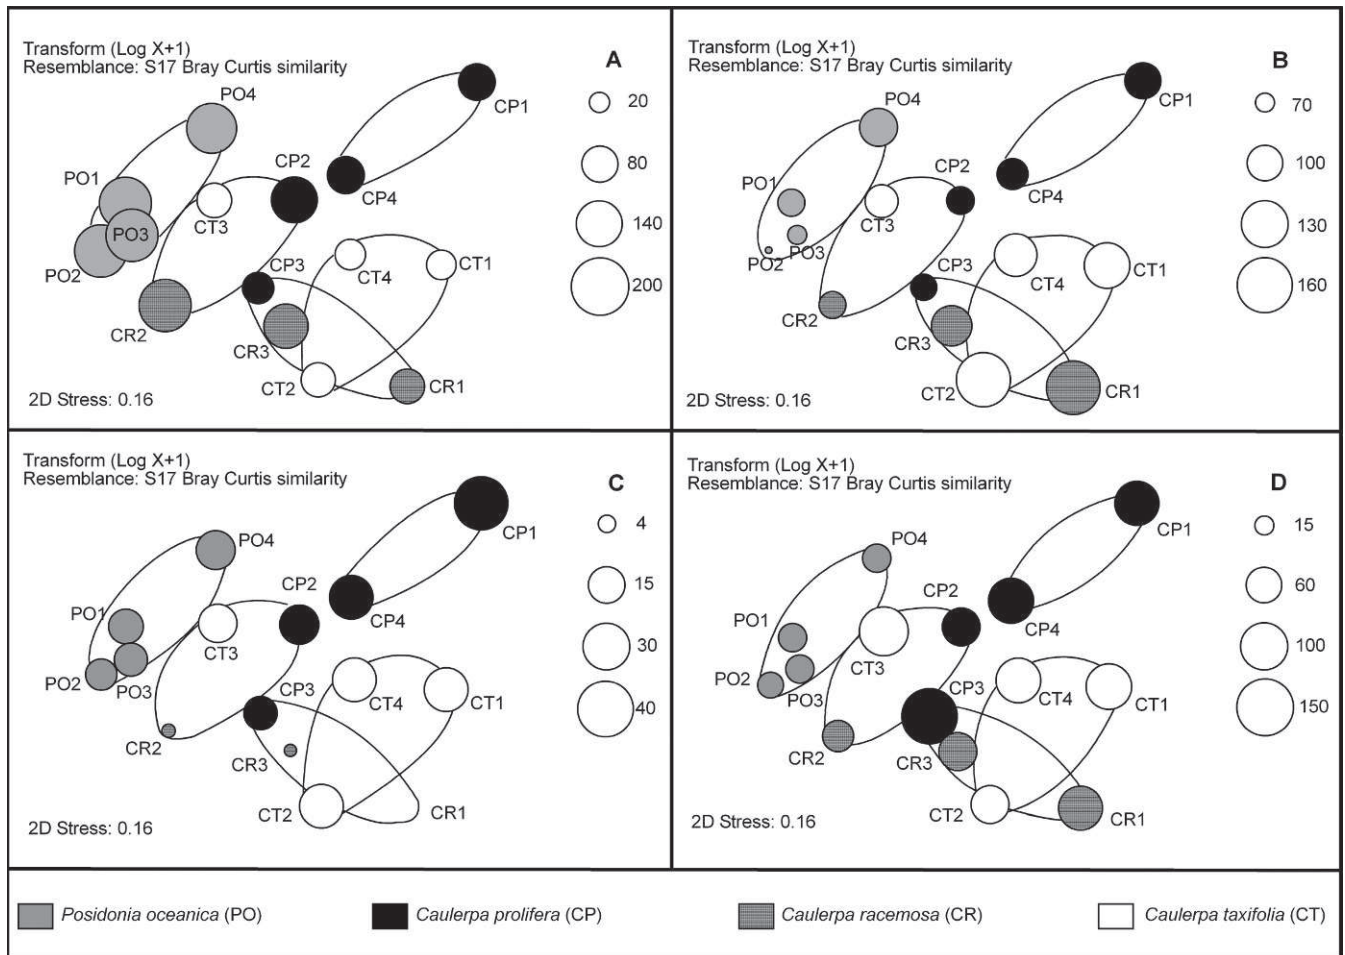 Transform (Log X+1)
Resemblance: S17 Bray Curtis similarity
A
PO4
CP1
20
PO1
CP2
80
CP4
CT3
PO3
140
PO2
CP3
CT4
CT1
200
CR2
CR3
CT2
CR1
2D Stress: 0.16
Transform (Log X+1)
Resemblance: S17 Bray Curtis similarity
B
PO4
CP1
70
PO1
CP2
100
CP4
CT3
130
PO2
PO3
CP3
CT4
CT1
160
CR2
CR3
CT2
CR1
2D Stress: 0.16
Transform (Log X+1)
Resemblance: S17 Bray Curtis similarity
C
4
PO4
CP1
CP2
15
PO1
CP4
CT3
30
PO2
PO3
CP3
CT4
CT1
40
CR2
CR3
CT2
CR1
2D Stress: 0.16
Transform (Log X+1)
Resemblance: S17 Bray Curtis similarity
D
15
PO4
CP1
CP2
60
PO1
CP4
CT3
100
PO2
PO3
CP3
CT4
CT1
150
CR2
CR3
CT2
CR1
2D Stress: 0.16
Posidonia oceanica (PO)
Caulerpa prolifera (CP)
Caulerpa racemosa (CR)
Caulerpa taxifolia (CT)